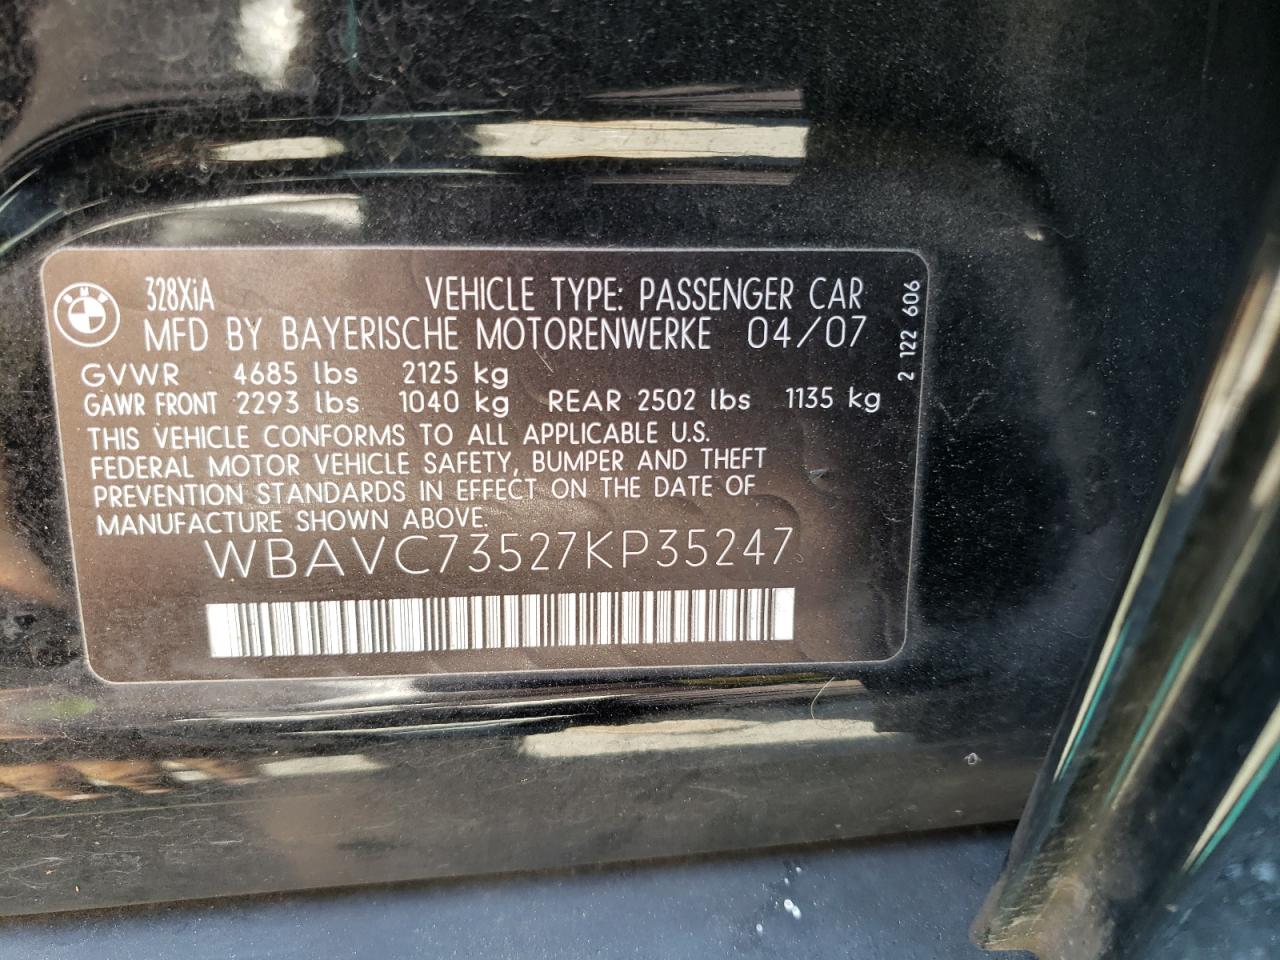 BMW
328XiA VEHICLE TYPE: PASSENGER CAR
MFD BY BAYERISCHE MOTORENWERKE 04/07
GVWR 4685 lbs 2125 kg
GAWR FRONT 2293 lbs 1040 kg REAR 2502 lbs 1135 kg
THIS VEHICLE CONFORMS TO ALL APPLICABLE U.S.
FEDERAL MOTOR VEHICLE SAFETY, BUMPER AND THEFT
PREVENTION STANDARDS IN EFFECT ON THE DATE OF
MANUFACTURE SHOWN ABOVE.
WBAVC73527KP35247
2 122 606